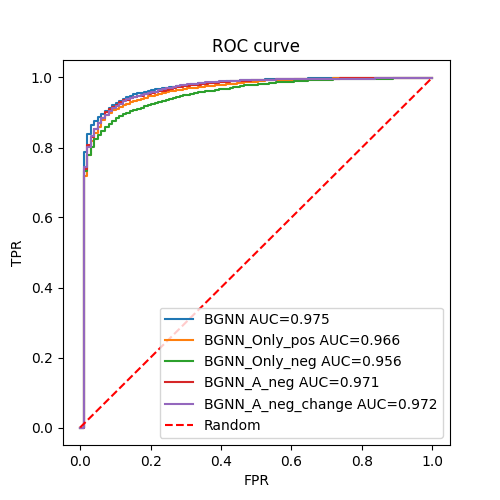 ROC curve
TPR
1.0
0.8
0.6
0.4
0.2
0.0
BGNN AUC=0.975
BGNN_Only_pos AUC=0.966
BGNN_Only_neg AUC=0.956
BGNN_A_neg AUC=0.971
BGNN_A_neg_change AUC=0.972
Random
0.0 0.2 0.4 0.6 0.8 1.0
FPR